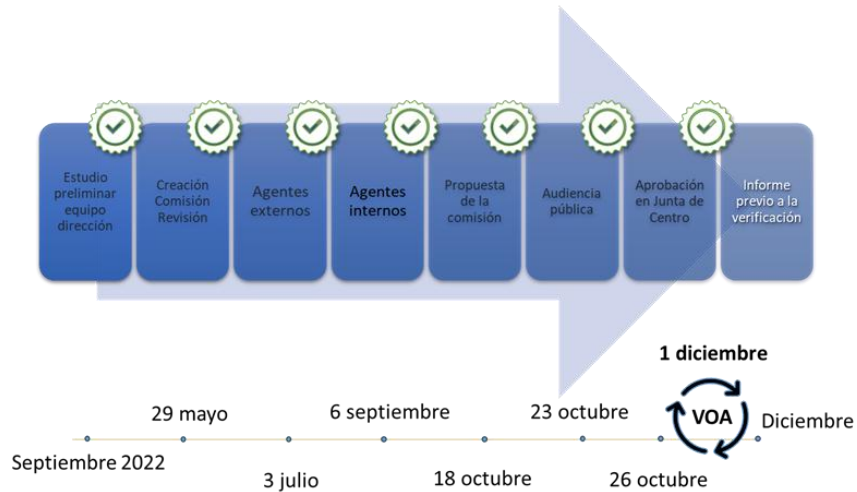 Estudio
preliminar
equipo
dirección
Creación
Comisión
Revisión
Agentes
externos
Agentes
internos
Propuesta
de la
comisión
Audiencia
pública
Aprobación
en Junta de
Centro
Informe
previo a la
verificación
1 diciembre
29 mayo
6 septiembre
23 octubre
VOA
Diciembre
Septiembre 2022
3 julio
18 octubre
26 octubre